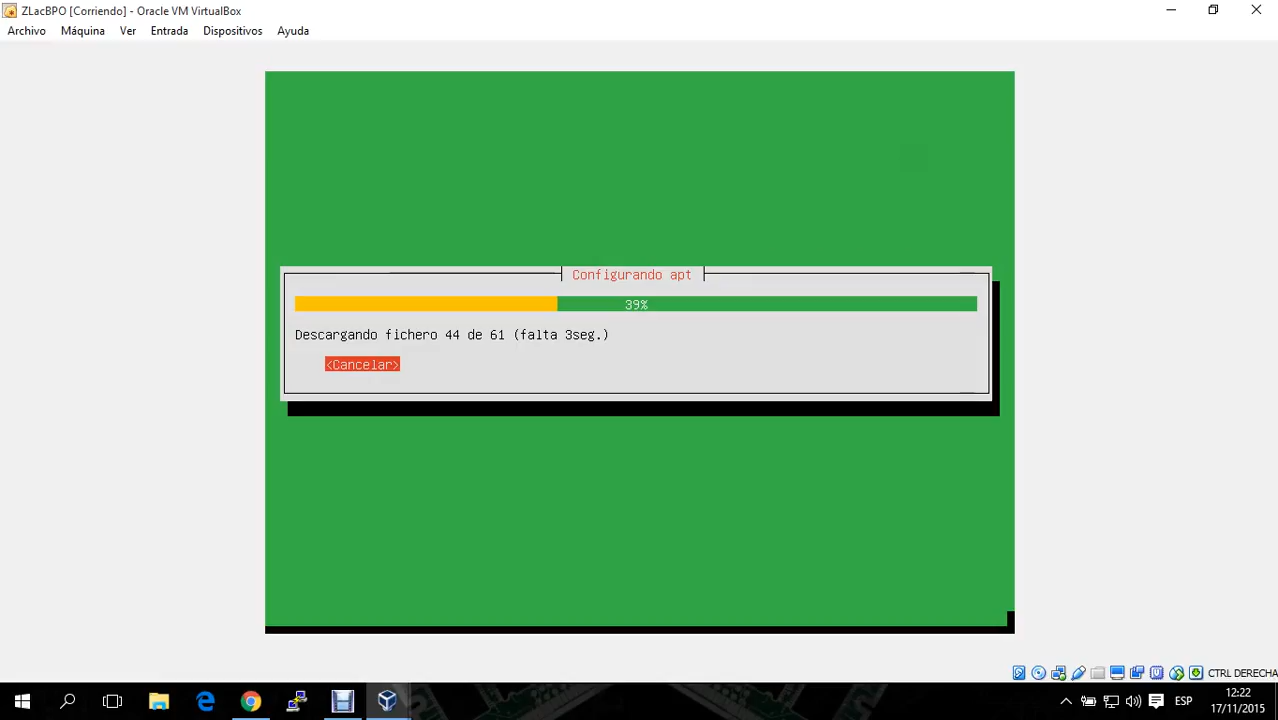 ZLacBPO [Corriendo] - Oracle VM VirtualBox
Archivo Máquina Ver Entrada Dispositivos Ayuda
Configurando apt
39%
Descargando fichero 44 de 61 (falta 3seg.)
<Cancelar>
CTRL DERECHA
ESP
12:22
17/11/2015